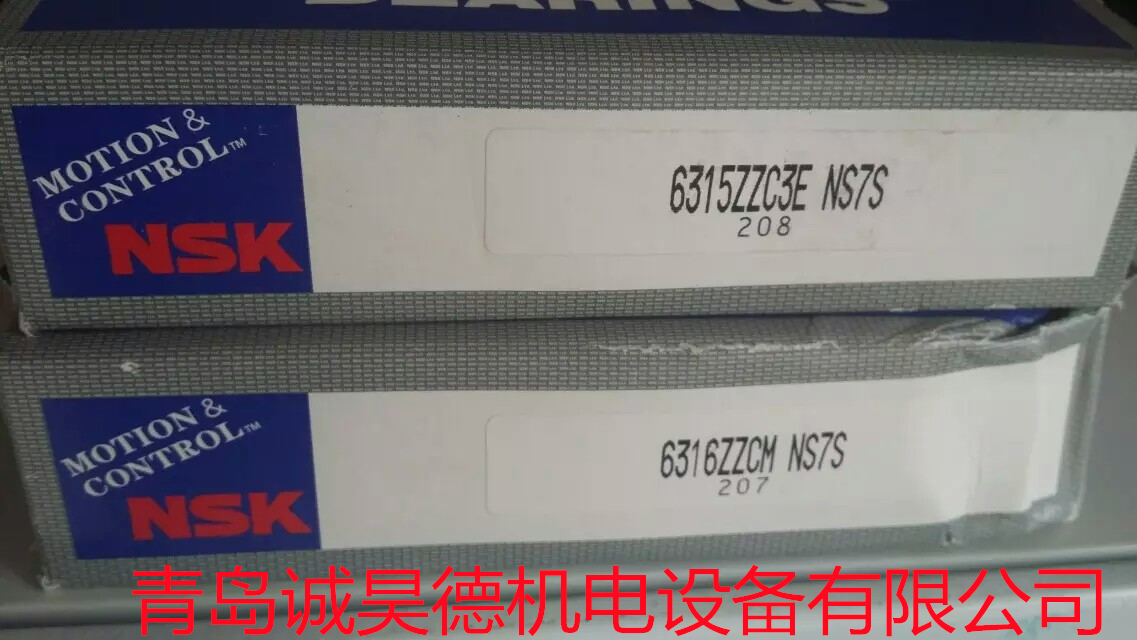 BEARINGS
MOTION &
CONTROL™
NSK
6315ZZC3E NS7S
208
MOTION &
CONTROL™
NSK
6316ZZCM NS7S
207
青岛诚昊德机电设备有限公司